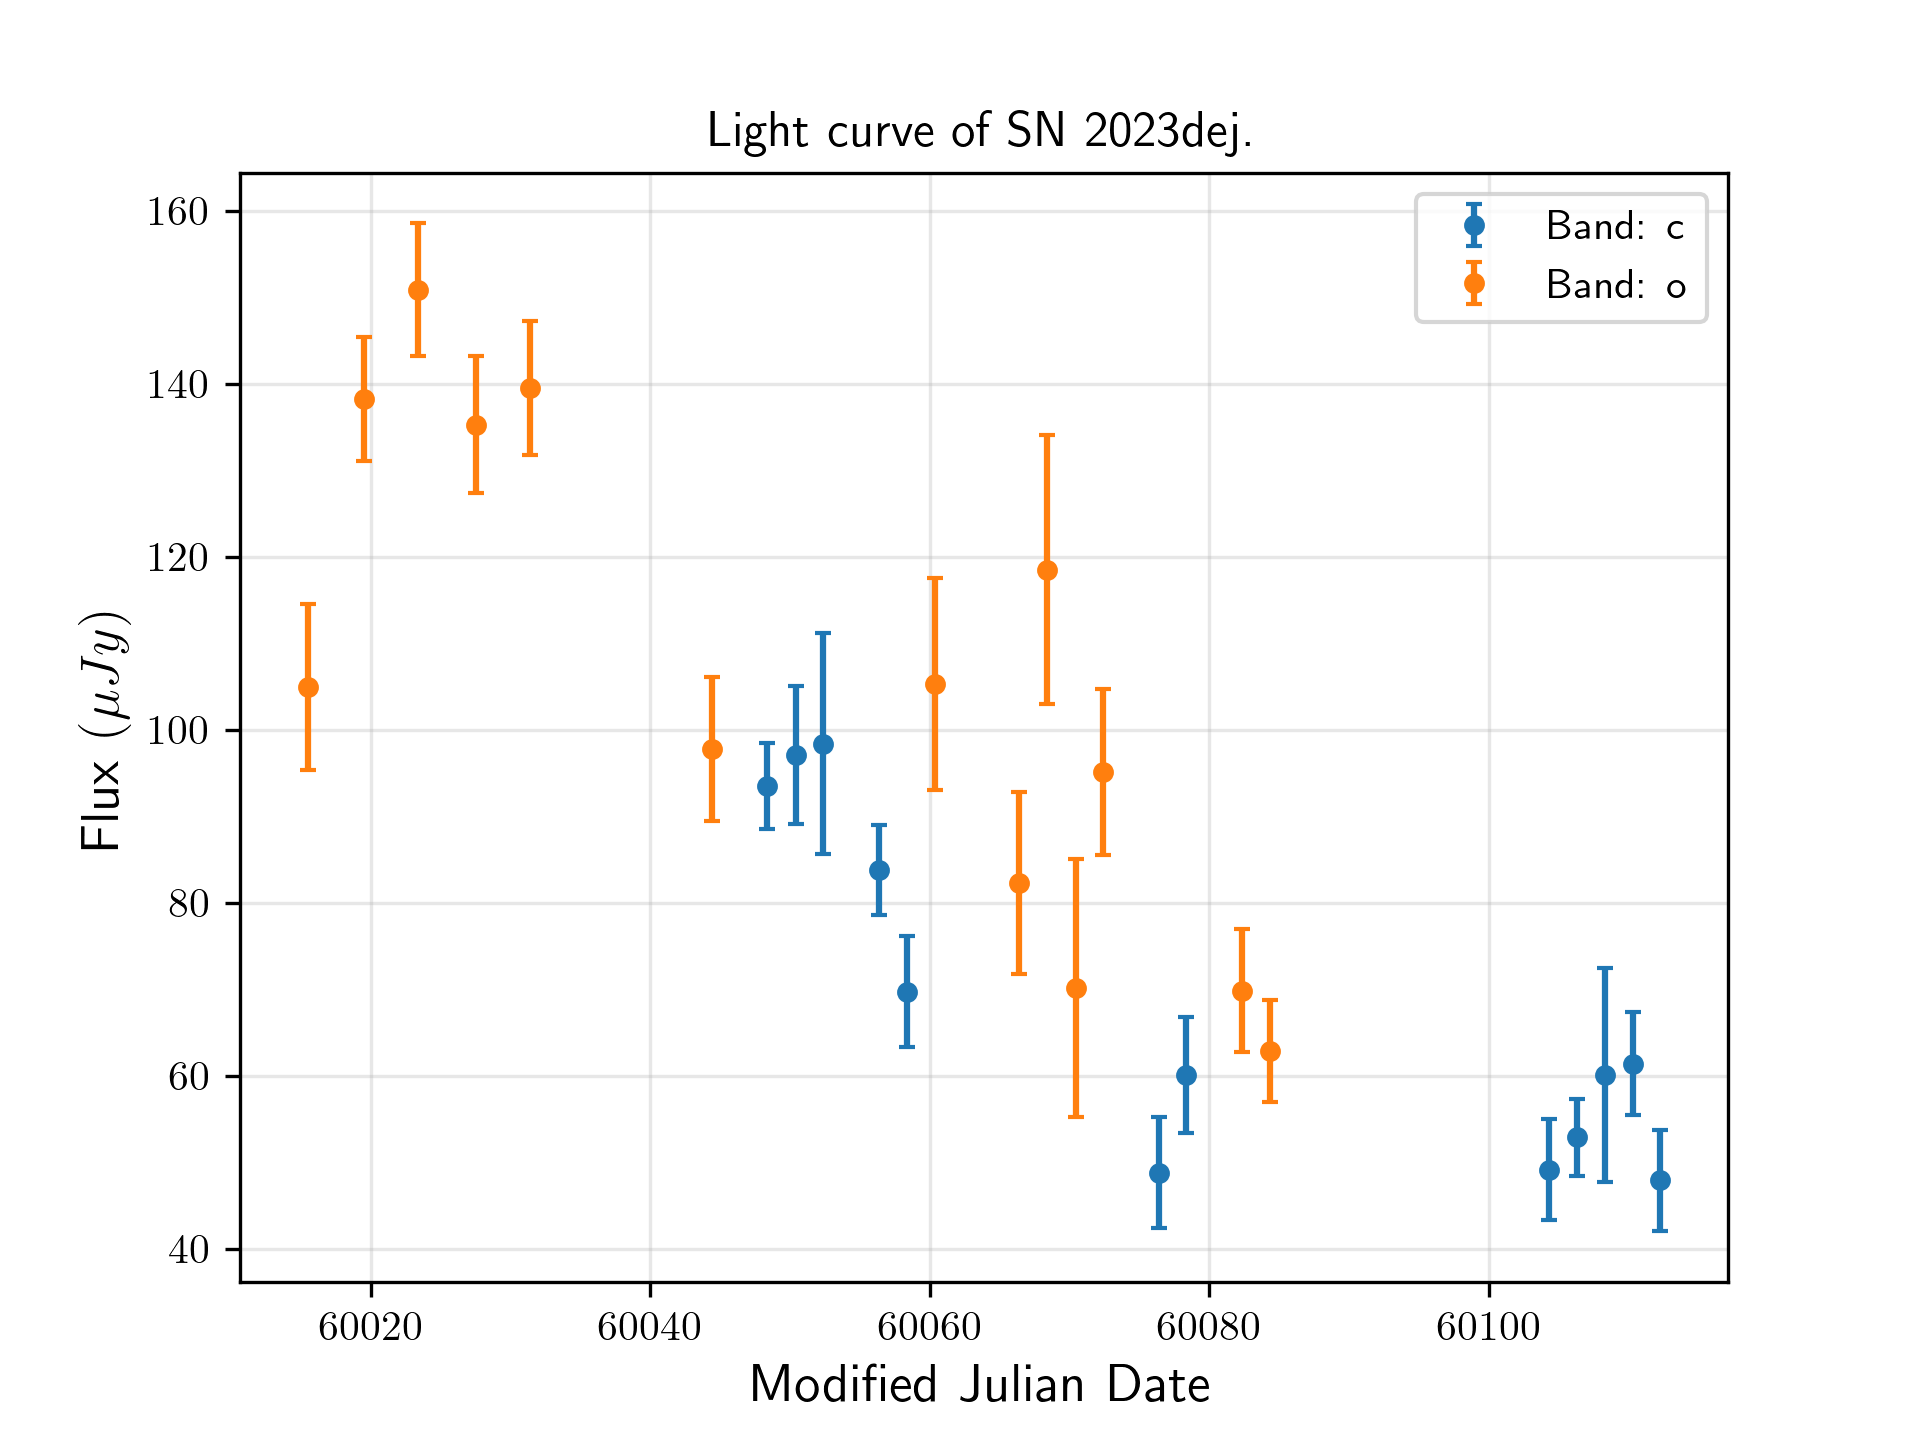 Light curve of SN 2023dej.
160
140
120
100
80
60
40
Flux (μJy)
Band: c
Band: o
60020 60040 60060 60080 60100
Modified Julian Date